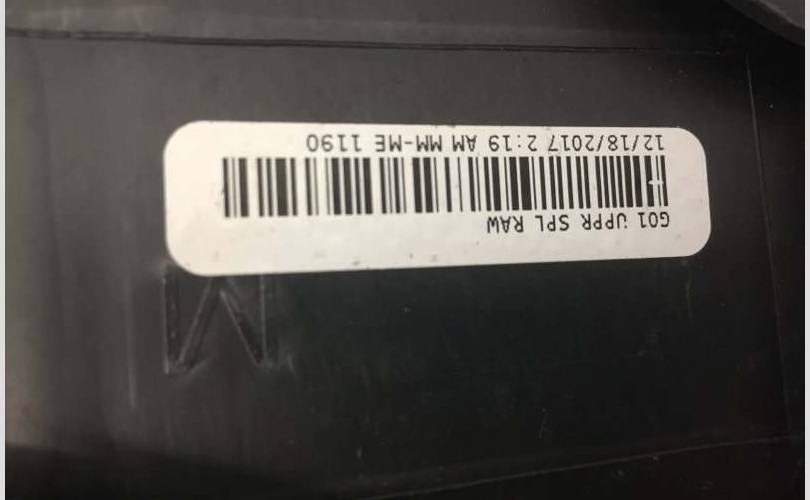 G01 UPPR SPL RAW
12/18/2017 2:19 AM MM-ME 1190
M